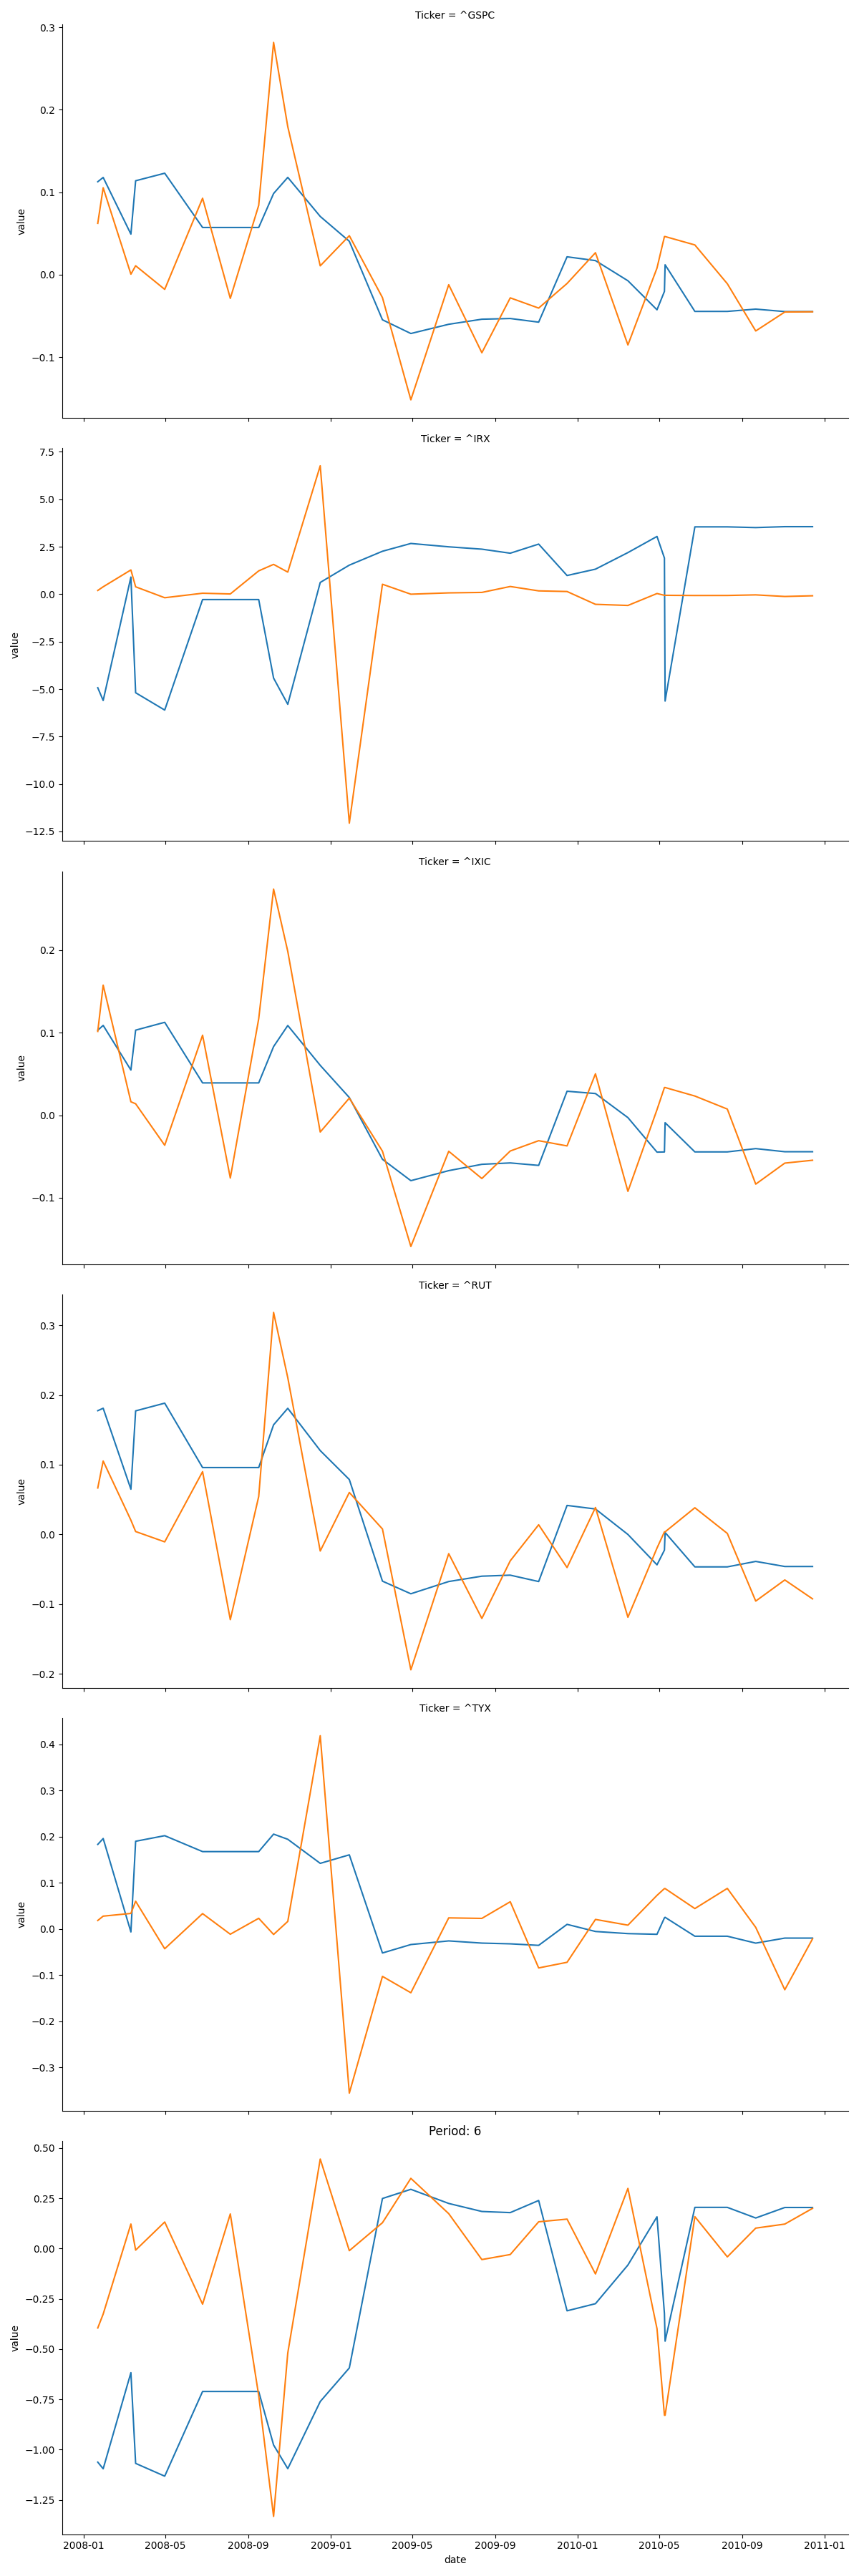 Ticker = ^GSPC
0.3
0.2
0.1
0.0
−0.1
value
Ticker = ^IRX
7.5
5.0
2.5
0.0
−2.5
−5.0
−7.5
−10.0
−12.5
value
Ticker = ^IXIC
0.2
0.1
0.0
−0.1
value
Ticker = ^RUT
0.3
0.2
0.1
0.0
−0.1
−0.2
value
Ticker = ^TYX
0.4
0.3
0.2
0.1
0.0
−0.1
−0.2
−0.3
value
Period: 6
0.50
0.25
0.00
−0.25
−0.50
−0.75
−1.00
−1.25
value
2008-01 2008-05 2008-09 2009-01 2009-05 2009-09 2010-01 2010-05 2010-09 2011-01
date